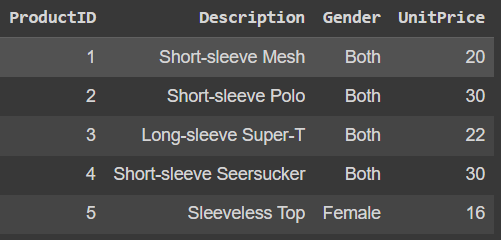 ProductID Description Gender UnitPrice
1 Short-sleeve Mesh Both 20
2 Short-sleeve Polo Both 30
3 Long-sleeve Super-T Both 22
4 Short-sleeve Seersucker Both 30
5 Sleeveless Top Female 16